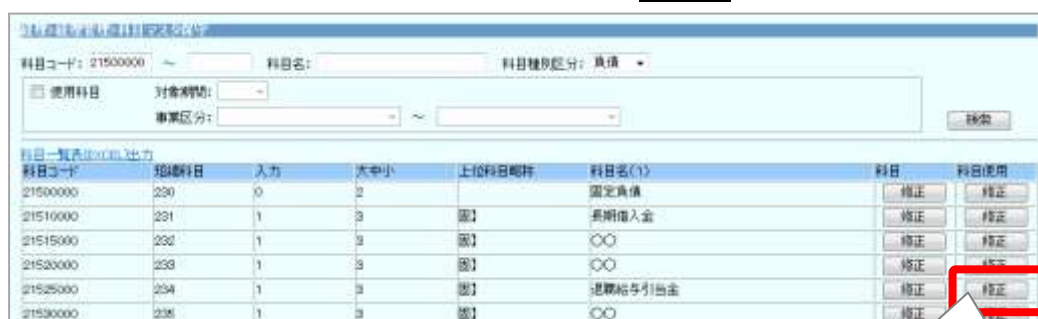 科目コード: 21500000 ～ 科目名: 科目種別区分: 負債
使用科目 対象期間:
事業区分: ～ 検索
科目一覧表(EXCEL)出力
科目コード 短縮科目 入力 大中小 上位科目略称 科目名(1) 科目 科目使用
21500000 230 0 2 固定負債 修正 修正
21510000 231 1 3 固】 長期借入金 修正 修正
21515000 232 1 3 固】 〇〇 修正 修正
21520000 233 1 3 固】 〇〇 修正 修正
21525000 234 1 3 固】 退職給与引当金 修正 修正
21530000 235 1 3 固】 〇〇 修正